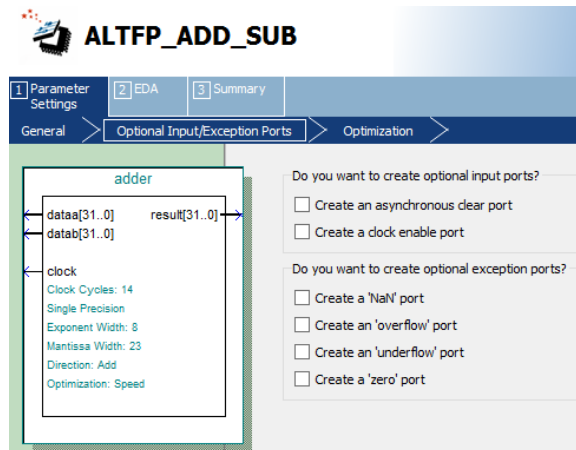 ALTFP_ADD_SUB
1 Parameter Settings
2 EDA
3 Summary
General
Optional Input/Exception Ports
Optimization
adder
dataa[31..0] result[31..0]
datab[31..0]
clock
Clock Cycles: 14
Single Precision
Exponent Width: 8
Mantissa Width: 23
Direction: Add
Optimization: Speed
Do you want to create optional input ports?
Create an asynchronous clear port
Create a clock enable port
Do you want to create optional exception ports?
Create a 'NaN' port
Create an 'overflow' port
Create an 'underflow' port
Create a 'zero' port